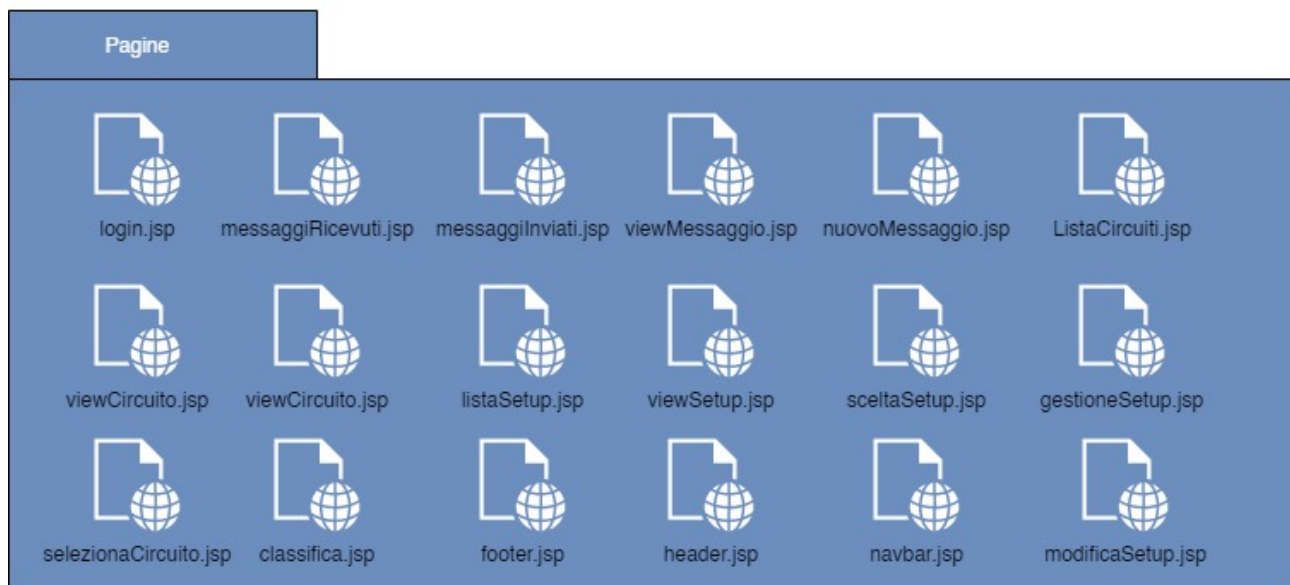 Pagine
login.jsp messaggiRicevuti.jsp messaggiInviati.jsp viewMessaggio.jsp nuovoMessaggio.jsp ListaCircuiti.jsp
viewCircuito.jsp viewCircuito.jsp listaSetup.jsp viewSetup.jsp sceltaSetup.jsp gestioneSetup.jsp
selezionaCircuito.jsp classifica.jsp footer.jsp header.jsp navbar.jsp modificaSetup.jsp